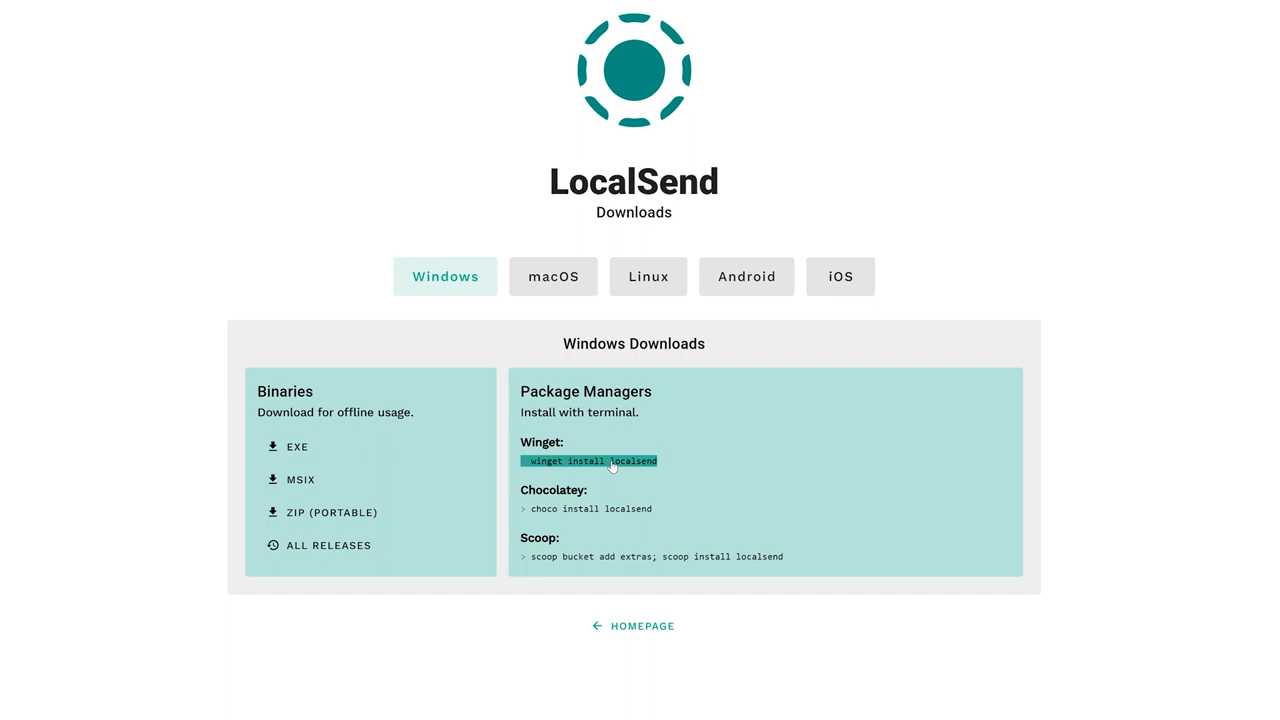 LocalSend
Downloads
Windows
macOS
Linux
Android
iOS
Windows Downloads
Binaries
Download for offline usage.
EXE
MSIX
ZIP (PORTABLE)
ALL RELEASES
Package Managers
Install with terminal.
Winget:
winget install localsend
Chocolatey:
> choco install localsend
Scoop:
> scoop bucket add extras; scoop install localsend
HOMEPAGE